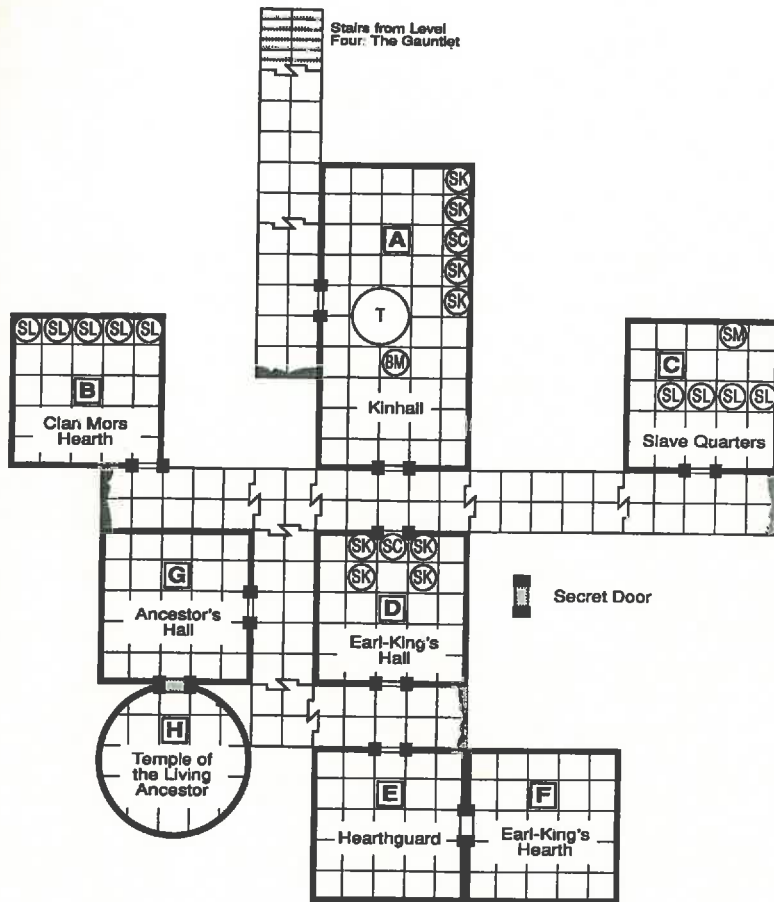 Stairs from Level
Four: The Gauntlet
SK
SK
A
SC
SK
SK
T
BM
Kinhall
SL SL SL SL SL
B
Clan Mors
Hearth
SM
C
SL SL SL SL
Slave Quarters
SK SC SK
SK SK
D
Earl-King's
Hall
G
Ancestor's
Hall
Secret Door
H
Temple of
the Living
Ancestor
E
Hearthguard
F
Earl-King's
Hearth